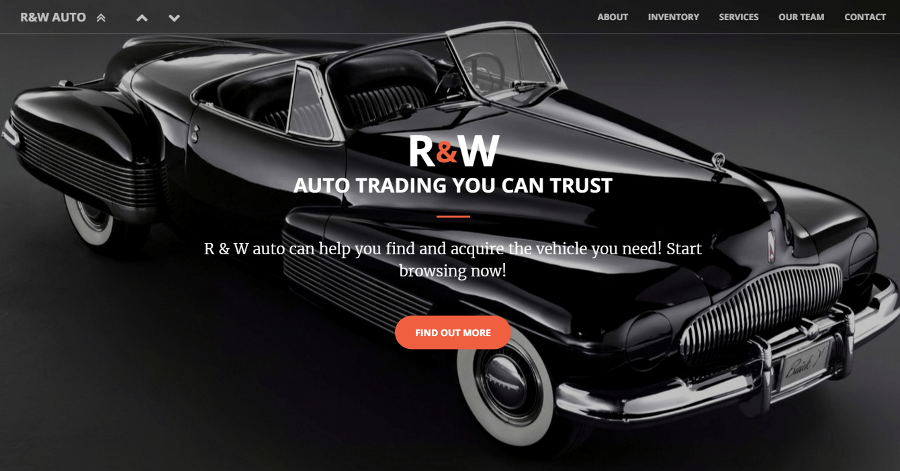 R&W AUTO
ABOUT INVENTORY SERVICES OUR TEAM CONTACT
R&W
AUTO TRADING YOU CAN TRUST
R & W auto can help you find and acquire the vehicle you need! Start
browsing now!
FIND OUT MORE